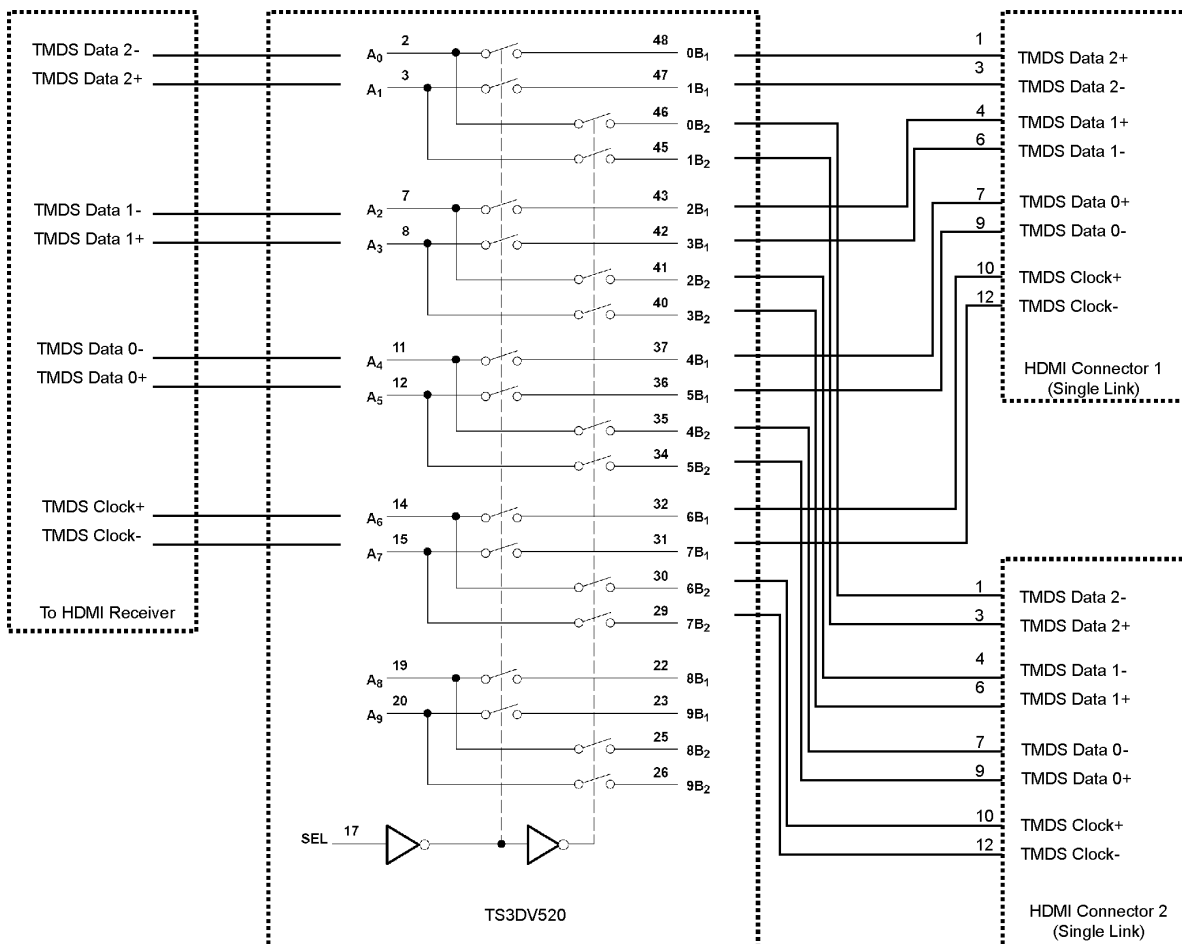 TMDS Data 2-
TMDS Data 2+
TMDS Data 1-
TMDS Data 1+
TMDS Data 0-
TMDS Data 0+
TMDS Clock+
TMDS Clock-
To HDMI Receiver
A0 2 48 0B1
A1 3 47 1B1
46 0B2
45 1B2
A2 7 43 2B1
A3 8 42 3B1
41 2B2
40 3B2
A4 11 37 4B1
A5 12 36 5B1
35 4B2
34 5B2
A6 14 32 6B1
A7 15 31 7B1
30 6B2
29 7B2
A8 19 22 8B1
A9 20 23 9B1
25 8B2
26 9B2
SEL 17
TS3DV520
1 TMDS Data 2+
3 TMDS Data 2-
4 TMDS Data 1+
6 TMDS Data 1-
7 TMDS Data 0+
9 TMDS Data 0-
10 TMDS Clock+
12 TMDS Clock-
HDMI Connector 1
(Single Link)
1 TMDS Data 2-
3 TMDS Data 2+
4 TMDS Data 1-
6 TMDS Data 1+
7 TMDS Data 0-
9 TMDS Data 0+
10 TMDS Clock+
12 TMDS Clock-
HDMI Connector 2
(Single Link)